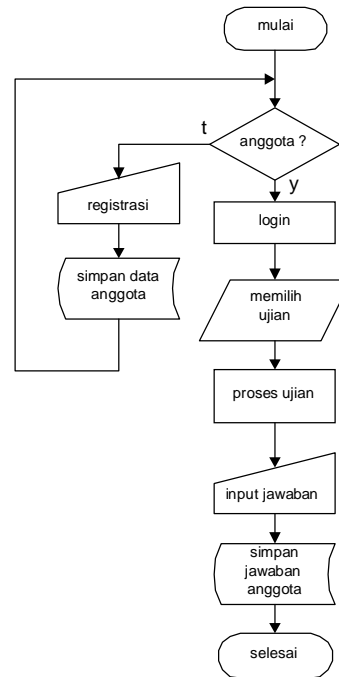 mulai
anggota ?
t
y
registrasi
login
simpan data
anggota
memilih
ujian
proses ujian
input jawaban
simpan
jawaban
anggota
selesai